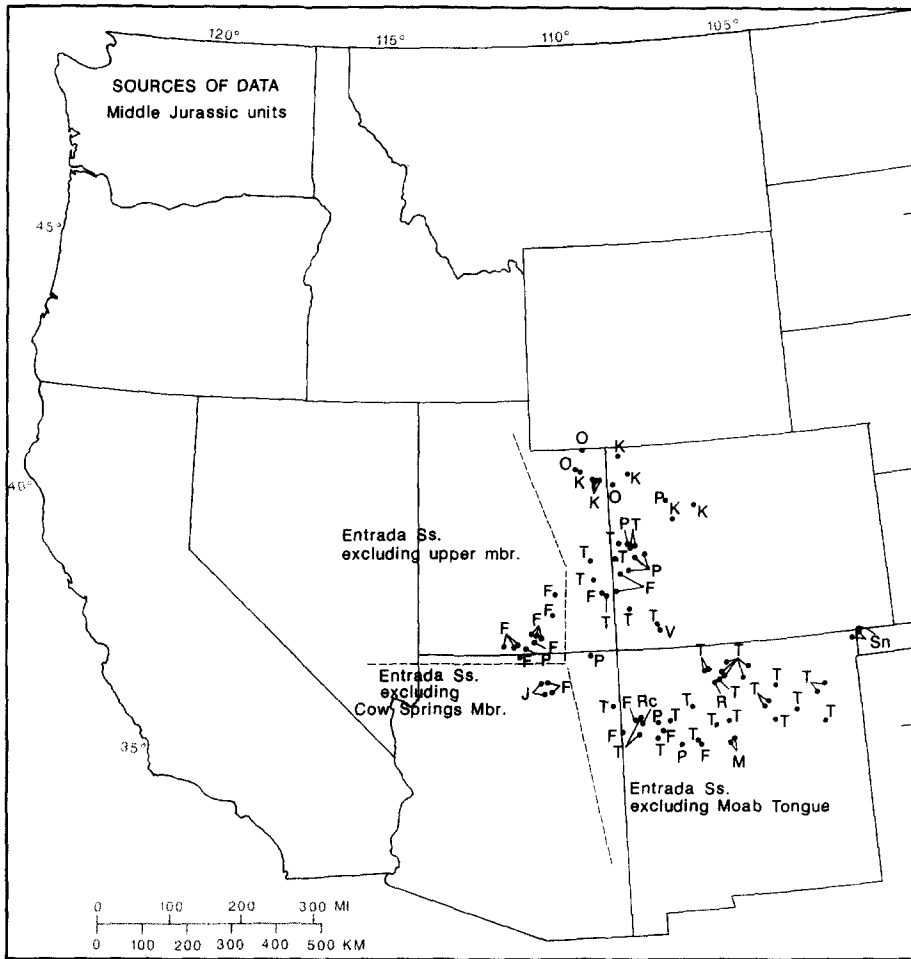 120° 115° 110° 105°
SOURCES OF DATA
Middle Jurassic units
45°
O K
O K K
K O P K K
40°
P T
T
Entrada Ss.
excluding upper mbr.
T T P
T F
F F T T T V
F F
F F P P
Sn
T T
Entrada Ss.
excluding
Cow Springs Mbr.
J F
T F Rc P T T R T T T T T
F T T F P F M
35°
Entrada Ss.
excluding Moab Tongue
0 100 200 300 MI
0 100 200 300 400 500 KM